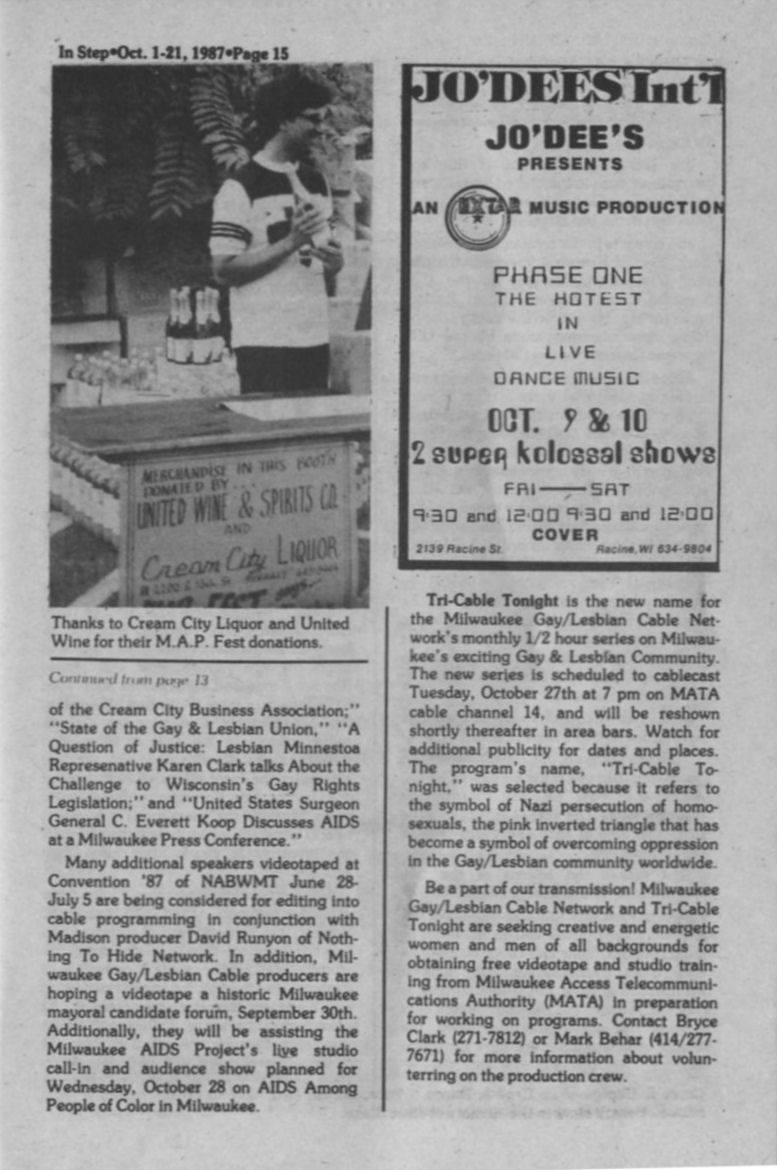 In Step•Oct. 1-21, 1987•Page 15
MERCHANDISE IN THIS BOOTH
DONATED BY...
UNITED WINE & SPIRITS CO.
AND
Cream City LIQUOR
Thanks to Cream City Liquor and United
Wine for their M.A.P. Fest donations.
Continued from page 13
of the Cream City Business Association;"
"State of the Gay & Lesbian Union," "A
Question of Justice: Lesbian Minnestoa
Represenative Karen Clark talks About the
Challenge to Wisconsin's Gay Rights
Legislation;" and "United States Surgeon
General C. Everett Koop Discusses AIDS
at a Milwaukee Press Conference."
Many additional speakers videotaped at
Convention '87 of NABWMT June 28-
July 5 are being considered for editing into
cable programming in conjunction with
Madison producer David Runyon of Noth-
ing To Hide Network. In addition, Mil-
waukee Gay/Lesbian Cable producers are
hoping a videotape a historic Milwaukee
mayoral candidate forum, September 30th.
Additionally, they will be assisting the
Milwaukee AIDS Project's live studio
call-in and audience show planned for
Wednesday, October 28 on AIDS Among
People of Color in Milwaukee.
JO'DEES Int'l
JO'DEE'S
PRESENTS
AN MUSIC PRODUCTION
PHASE ONE
THE HOTEST
IN
LIVE
DANCE MUSIC
OCT. 9 & 10
2 super kolossal shows
FRI — SAT
9:30 and 12:00 9:30 and 12:00
COVER
2139 Racine St. Racine, WI 634-9804
Tri-Cable Tonight is the new name for
the Milwaukee Gay/Lesbian Cable Net-
work's monthly 1/2 hour series on Milwau-
kee's exciting Gay & Lesbian Community.
The new series is scheduled to cablecast
Tuesday, October 27th at 7 pm on MATA
cable channel 14, and will be reshown
shortly thereafter in area bars. Watch for
additional publicity for dates and places.
The program's name, "Tri-Cable To-
night," was selected because it refers to
the symbol of Nazi persecution of homo-
sexuals, the pink inverted triangle that has
become a symbol of overcoming oppression
in the Gay/Lesbian community worldwide.
Be a part of our transmission! Milwaukee
Gay/Lesbian Cable Network and Tri-Cable
Tonight are seeking creative and energetic
women and men of all backgrounds for
obtaining free videotape and studio train-
ing from Milwaukee Access Telecommuni-
cations Authority (MATA) in preparation
for working on programs. Contact Bryce
Clark (271-7812) or Mark Behar (414/277-
7671) for more information about volun-
terring on the production crew.